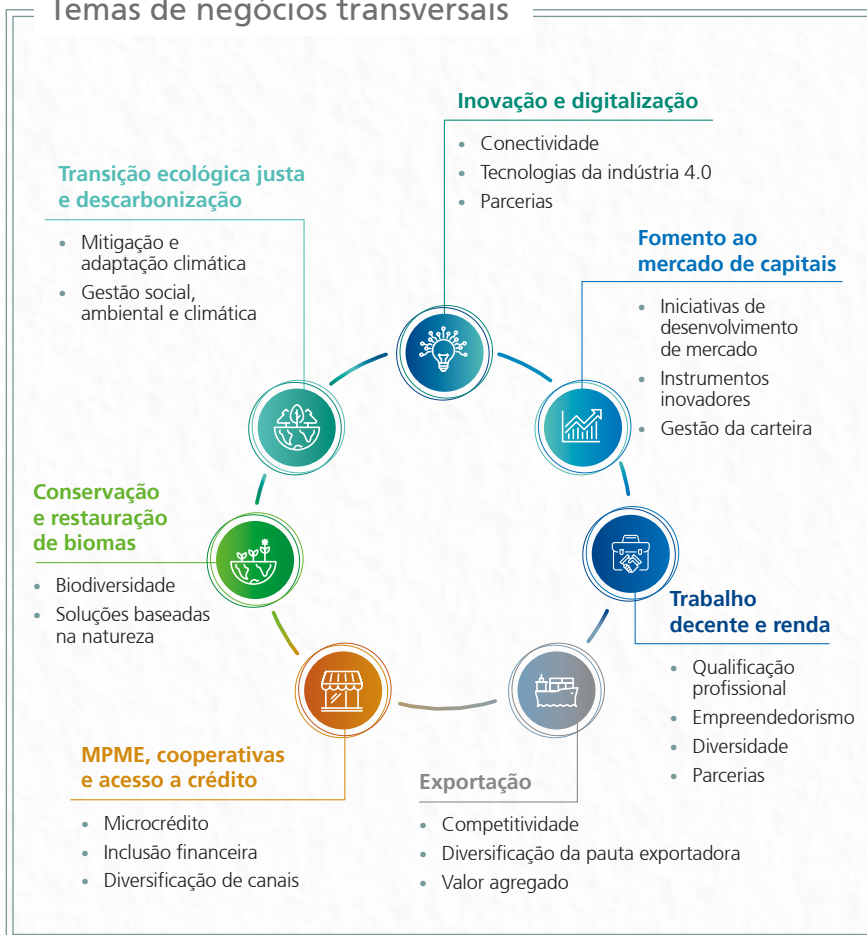 Temas de negócios transversais
Inovação e digitalização
• Conectividade
• Tecnologias da indústria 4.0
• Parcerias
Transição ecológica justa
e descarbonização
• Mitigação e
adaptação climática
• Gestão social,
ambiental e climática
Fomento ao
mercado de capitais
• Iniciativas de
desenvolvimento
de mercado
• Instrumentos
inovadores
• Gestão da carteira
Conservação
e restauração
de biomas
• Biodiversidade
• Soluções baseadas
na natureza
Trabalho
decente e renda
• Qualificação
profissional
• Empreendedorismo
• Diversidade
• Parcerias
MPME, cooperativas
e acesso a crédito
• Microcrédito
• Inclusão financeira
• Diversificação de canais
Exportação
• Competitividade
• Diversificação da pauta exportadora
• Valor agregado